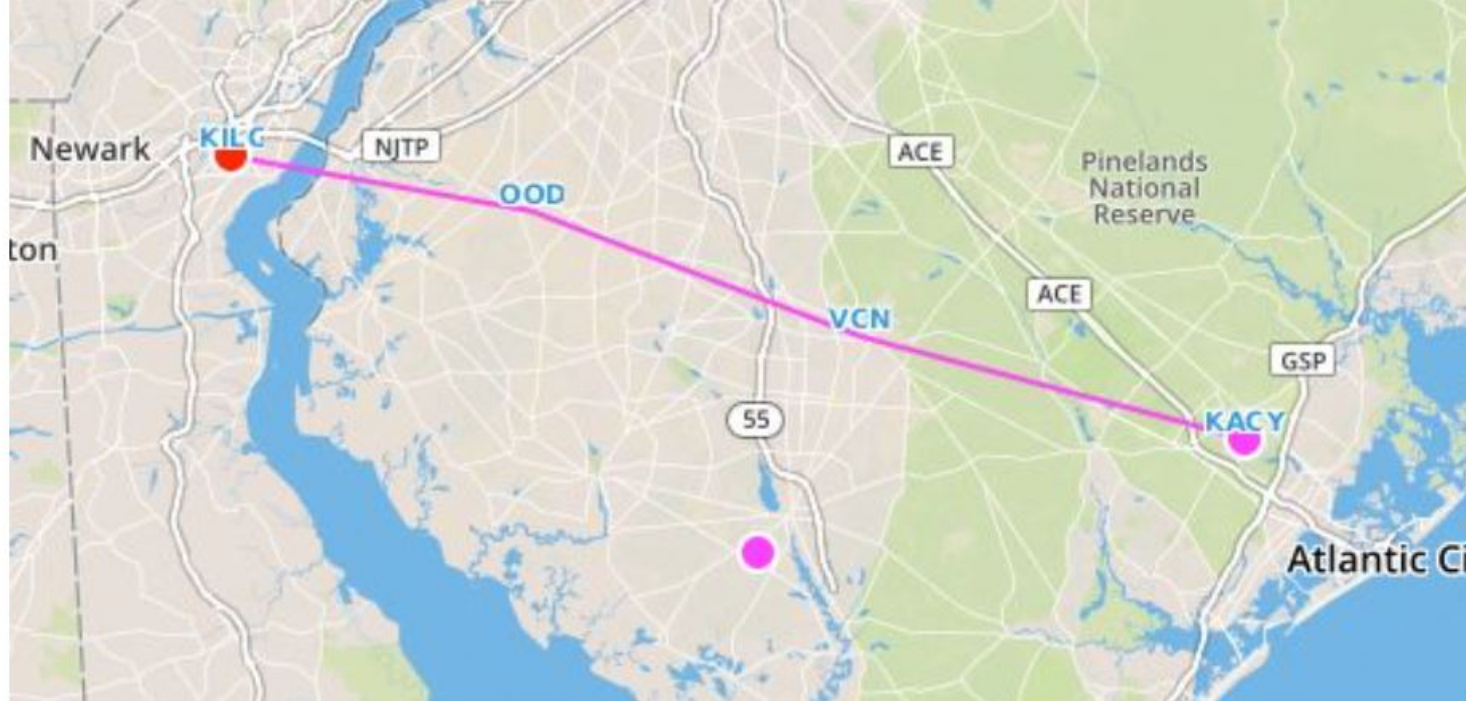 KILG
Newark
NJTP
ACE
Pinelands
National
Reserve
OOD
ton
ACE
VCN
GSP
55
KACY
Atlantic Ci